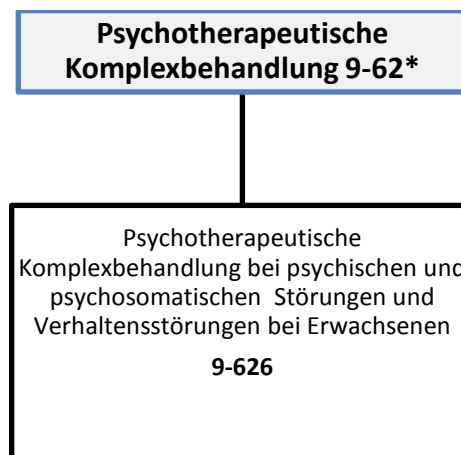 Psychotherapeutische
Komplexbehandlung 9-62*
Psychotherapeutische
Komplexbehandlung bei psychischen und
psychosomatischen Störungen und
Verhaltensstörungen bei Erwachsenen
9-626